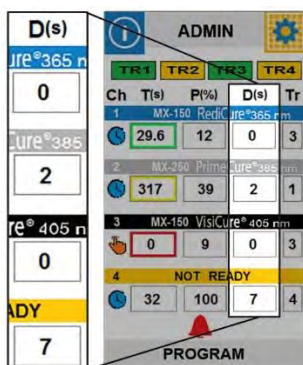 D(s)
ure®365 n
0
Cure®385
2
re® 405 n
0
ADY
7
ADMIN
TR1 TR2 TR3 TR4
Ch T(s) P(%) D(s) Tr
1 MX-150 RediCure®365 nm
29.6 12 0 3
2 MX-250 PrimeCure®385 nm
317 39 2 1
3 MX-150 VisiCure® 405 nm
0 9 0 3
4 NOT READY
32 100 7 4
PROGRAM